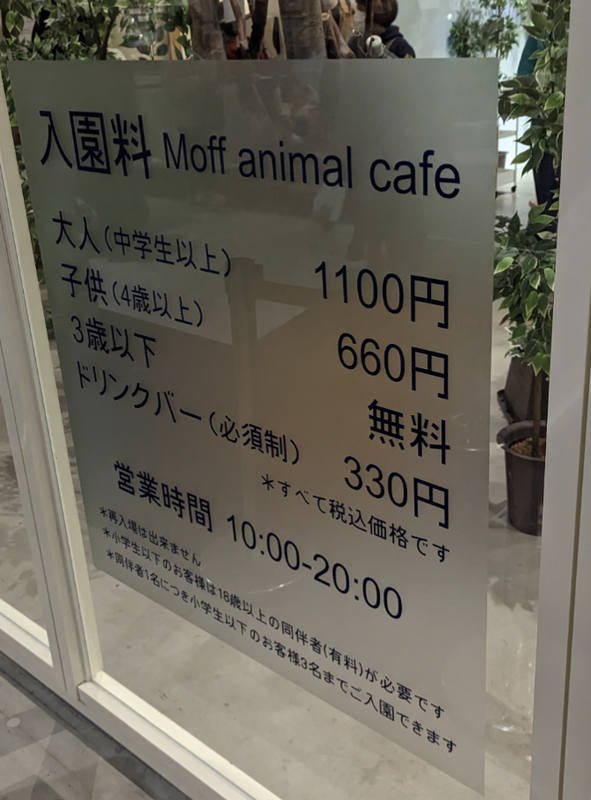 入園料 Moff animal cafe
大人（中学生以上） 1100円
子供（4歳以上） 660円
3歳以下 無料
ドリンクバー（必須制） 330円
＊すべて税込価格です
営業時間 10:00-20:00
＊再入場は出来ません
＊小学生以下のお客様は18歳以上の同伴者(有料)が必要です
＊同伴者1名につき小学生以下のお客様3名までご入園できます